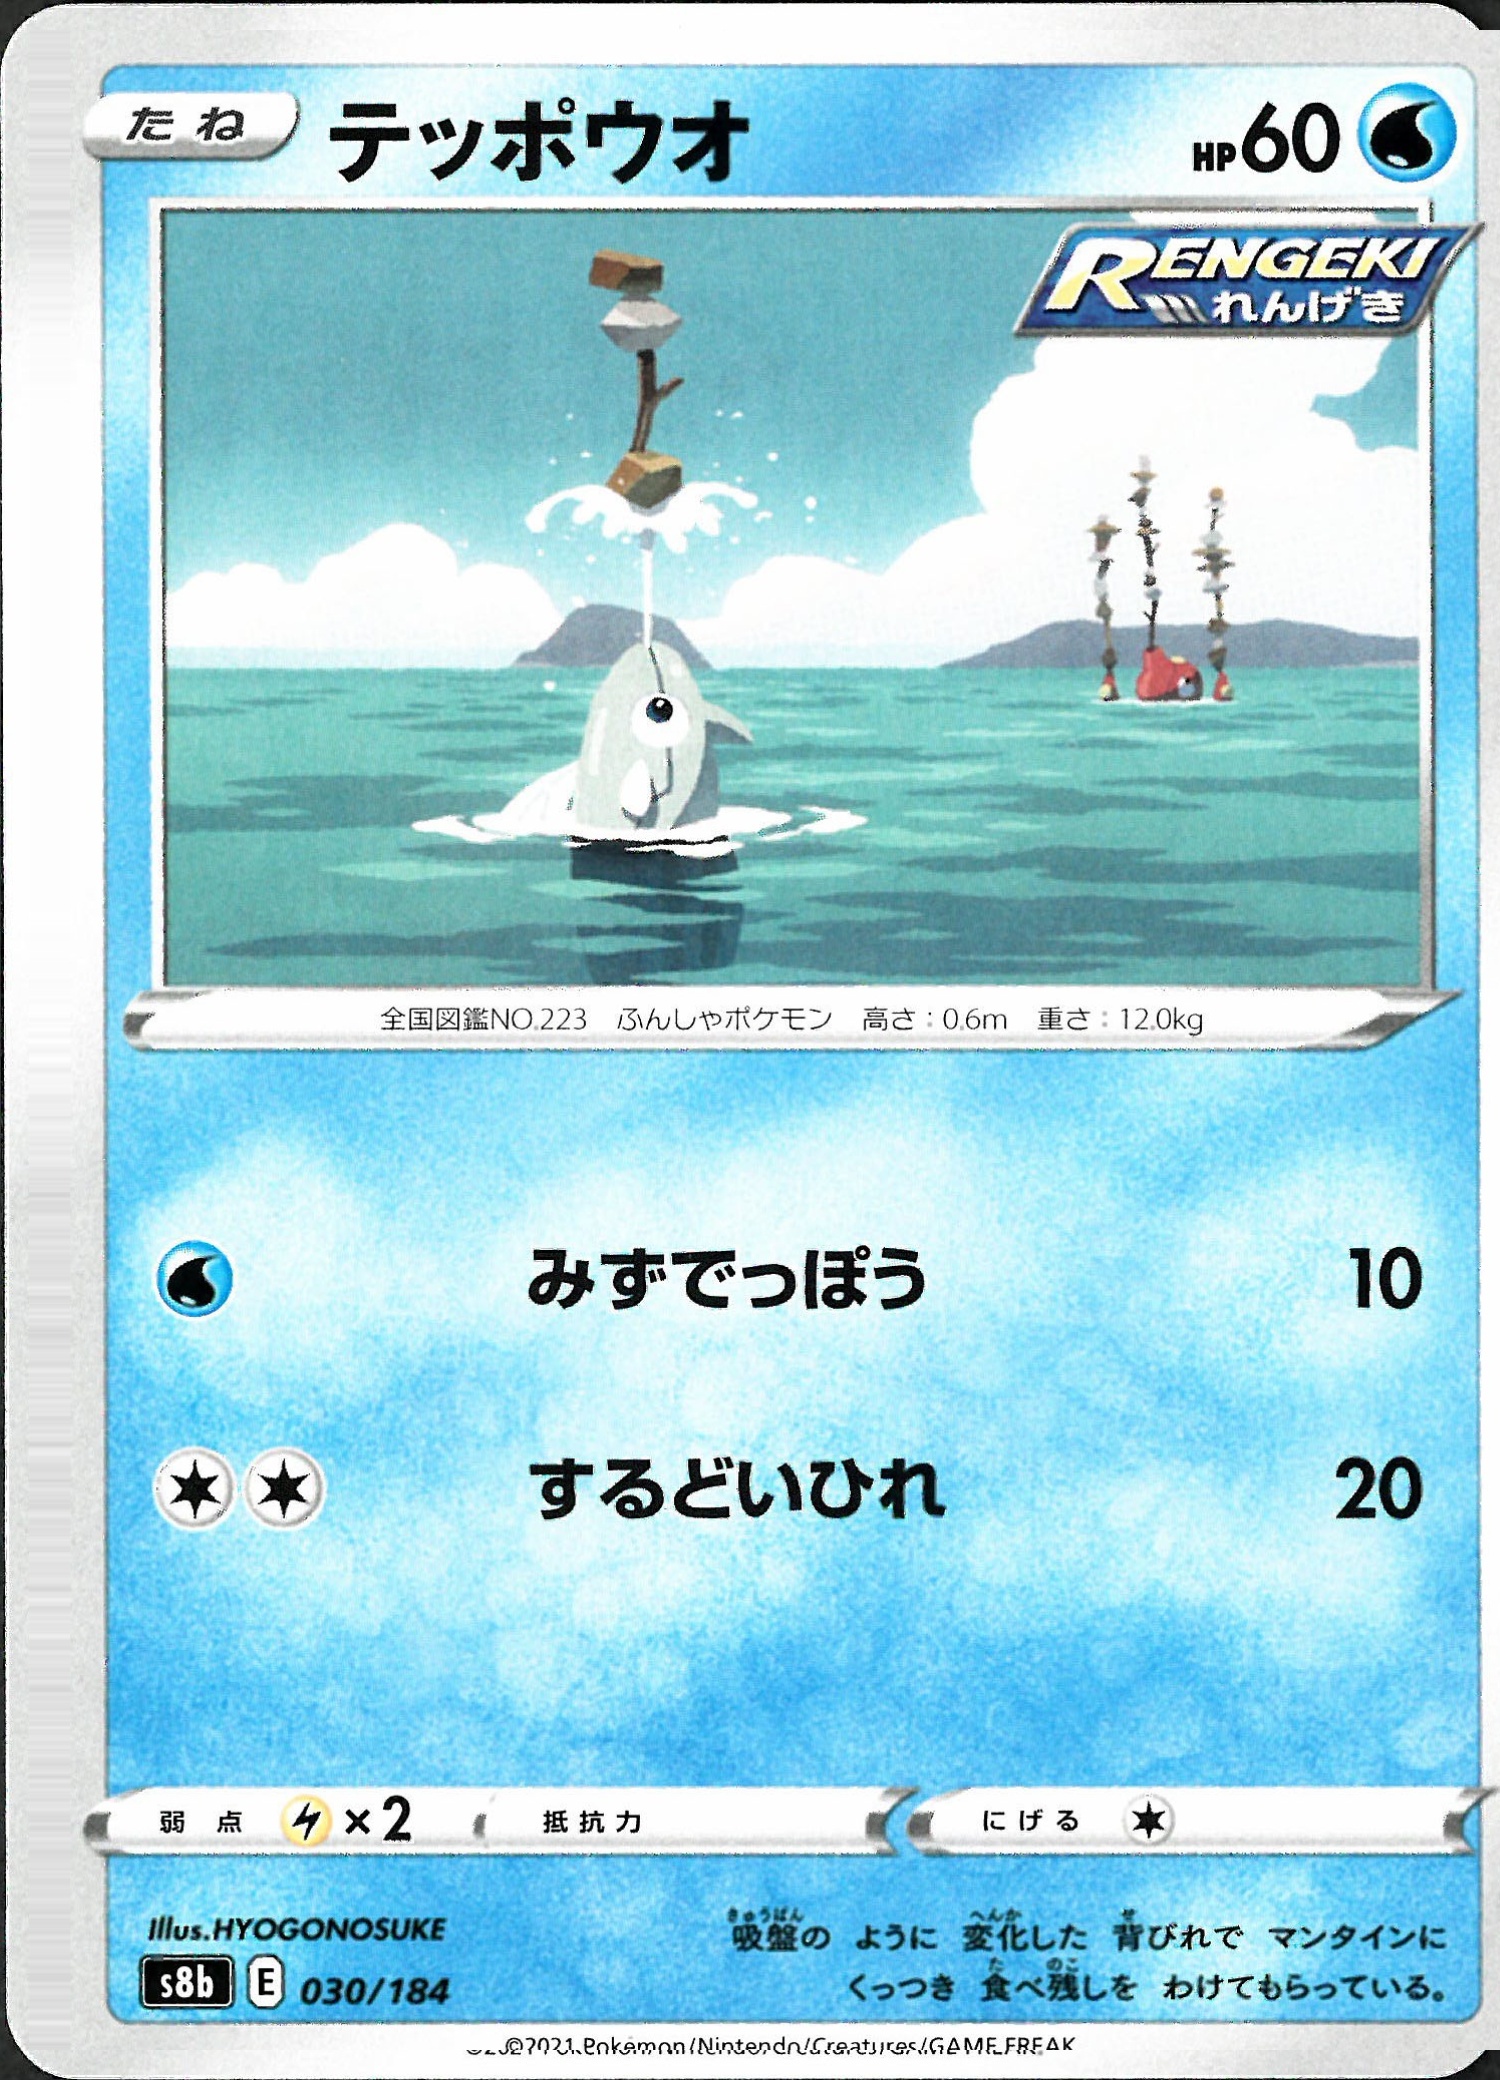 たね テッポウオ HP60
RENGEKI
れんげき
全国図鑑NO.223 ふんしゃポケモン 高さ：0.6m 重さ：12.0kg
みずでっぽう 10
するどいひれ 20
弱点 ×2 抵抗力 にげる
Illus.HYOGONOSUKE
s8b E 030/184
きゅうばん へんか せ
吸盤の ように 変化した 背びれで マンタインに
た のこ
くっつき 食べ残しを わけてもらっている。
©2021 Pokémon/Nintendo/Creatures/GAME FREAK